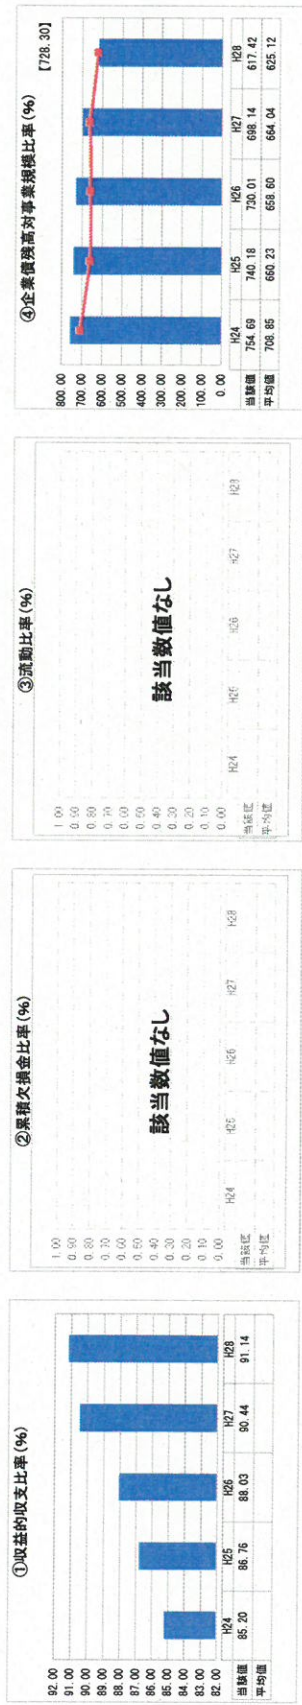 ①収益的収支比率(%)
92.00
91.00
90.00
89.00
88.00
87.00
86.00
85.00
84.00
83.00
82.00
H24 H25 H26 H27 H28
当該値 85.20 86.76 88.03 90.44 91.14
平均値
②累積欠損金比率(%)
1.00
0.90
0.80
0.70
0.60
0.50
0.40
0.30
0.20
0.10
0.00
該当数値なし
H24 H25 H26 H27 H28
当該値
平均値
③流動比率(%)
1.00
0.90
0.80
0.70
0.60
0.50
0.40
0.30
0.20
0.10
0.00
該当数値なし
H24 H25 H26 H27 H28
当該値
平均値
④企業債残高対事業規模比率(%)
【728.30】
800.00
700.00
600.00
500.00
400.00
300.00
200.00
100.00
0.00
H24 H25 H26 H27 H28
当該値 754.69 740.18 730.01 698.14 617.42
平均値 708.85 660.23 658.60 664.04 625.12